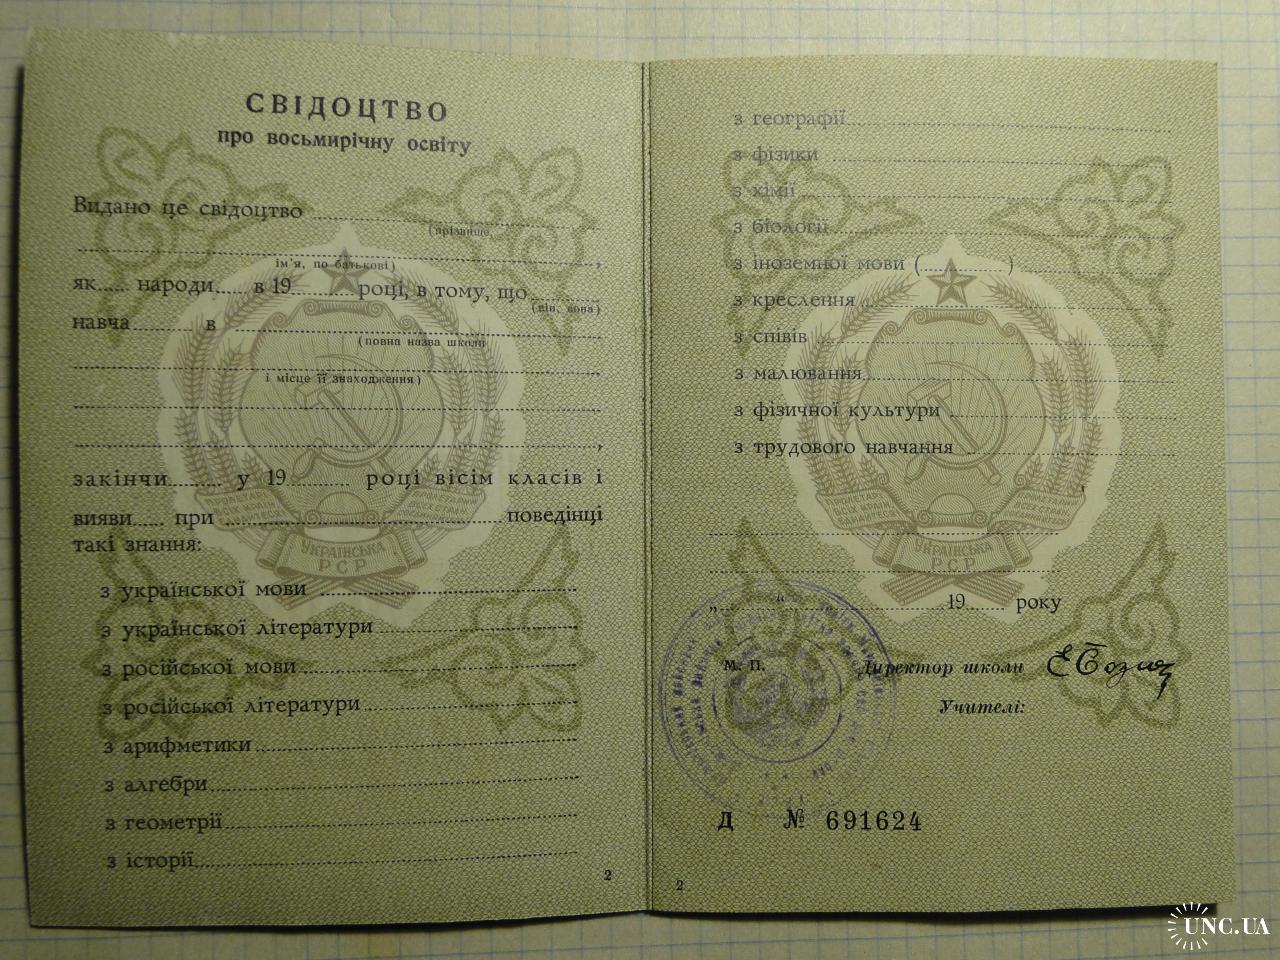 СВІДОЦТВО
про восьмирічну освіту
Видано це свідоцтво
(прізвище,
ім'я, по батькові) ,
як...... народи...... в 19.......... році, в тому, що
(він, вона)
навча........... в
(повна назва школи
і місце її знаходження)
,
закінчи.......... у 19........... році вісім класів і
вияви...... при ........................ поведінці
такі знання:
з української мови
з української літератури
з російської мови
з російської літератури
з арифметики
з алгебри
з геометрії
з історії
2
з географії
з фізики
з хімії
з біології
з іноземної мови (...............)
з креслення
з співів
з малювання
з фізичної культури
з трудового навчання
„........“ ........................ 19....... року
М. П. Директор школи
Учителі:
Д № 691624
2
УКРАЇНСЬКА
РСР
УКРАЇНСЬКА
РСР
UNC.UA